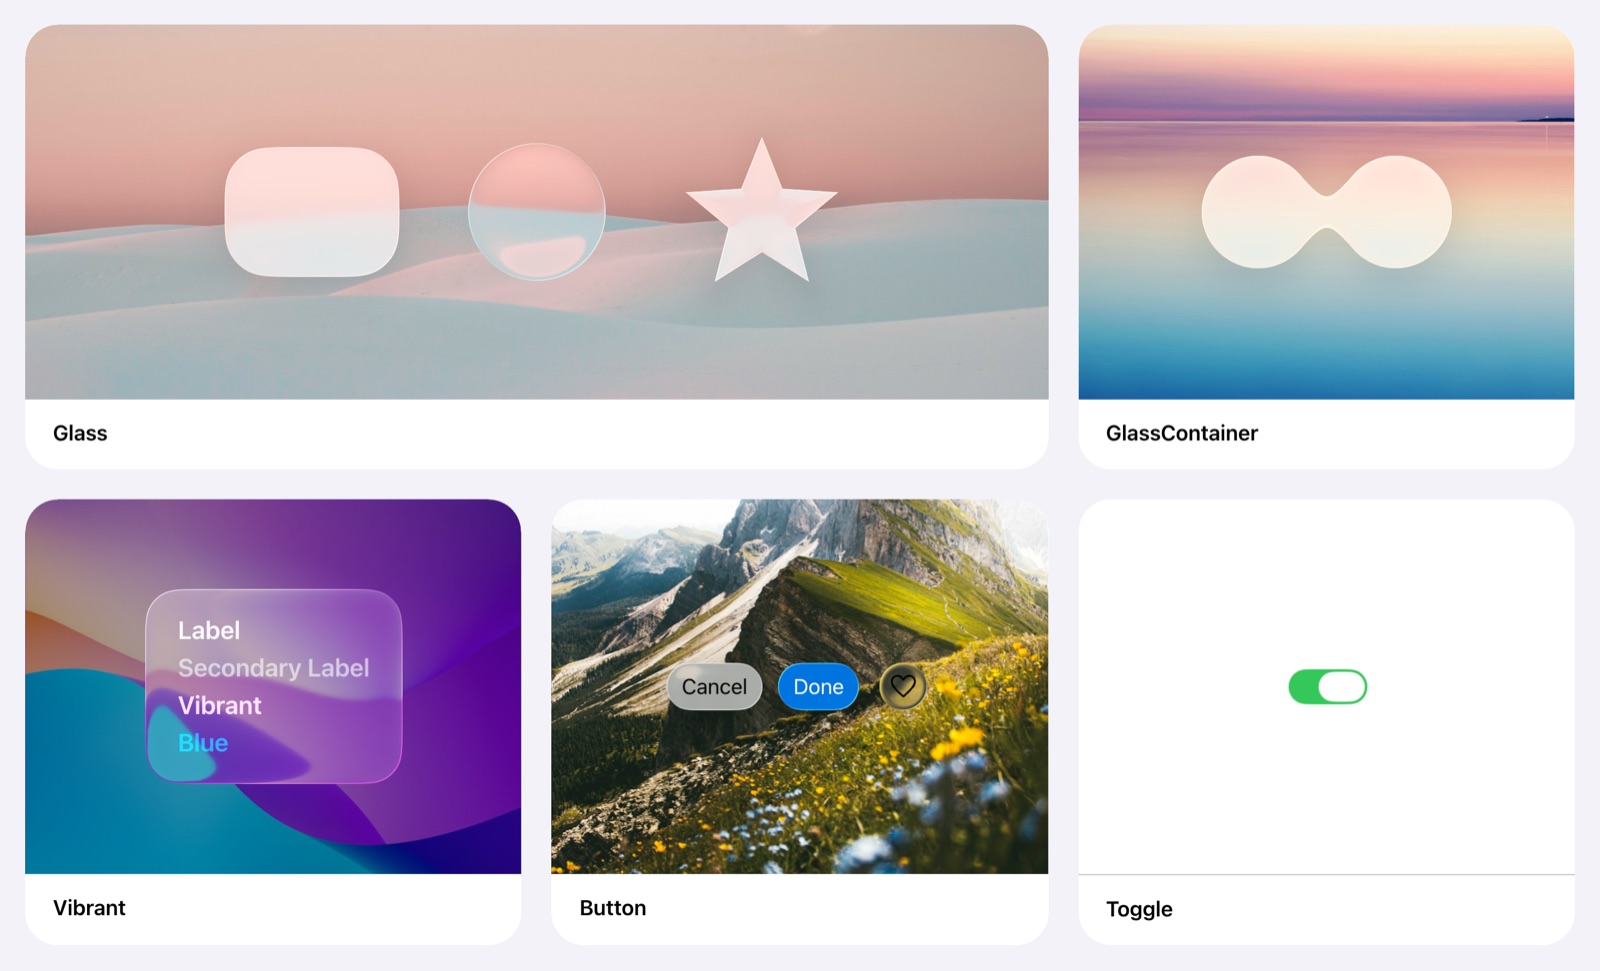 Glass
GlassContainer
Label
Secondary Label
Vibrant
Blue
Vibrant
Cancel
Done
Button
Toggle